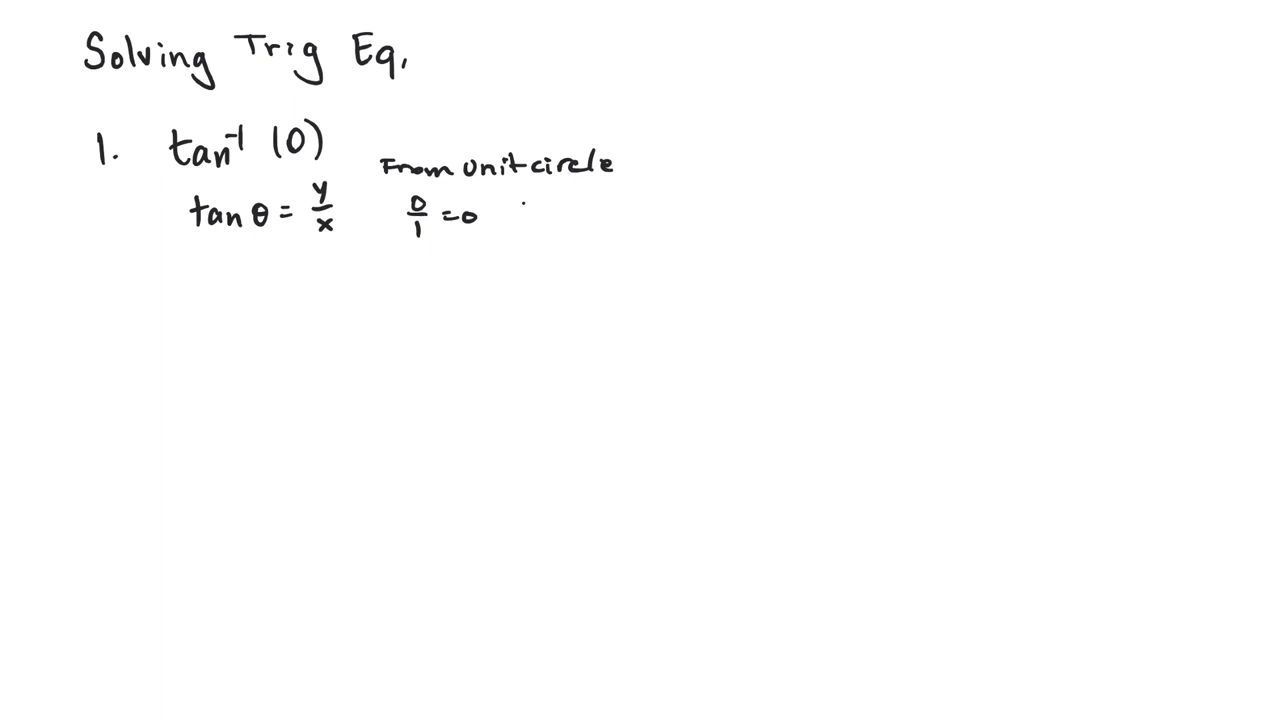 Solving Trig Eq.
1. tan⁻¹ (0)
From unit circle
tan θ = y/x 0/1 = 0